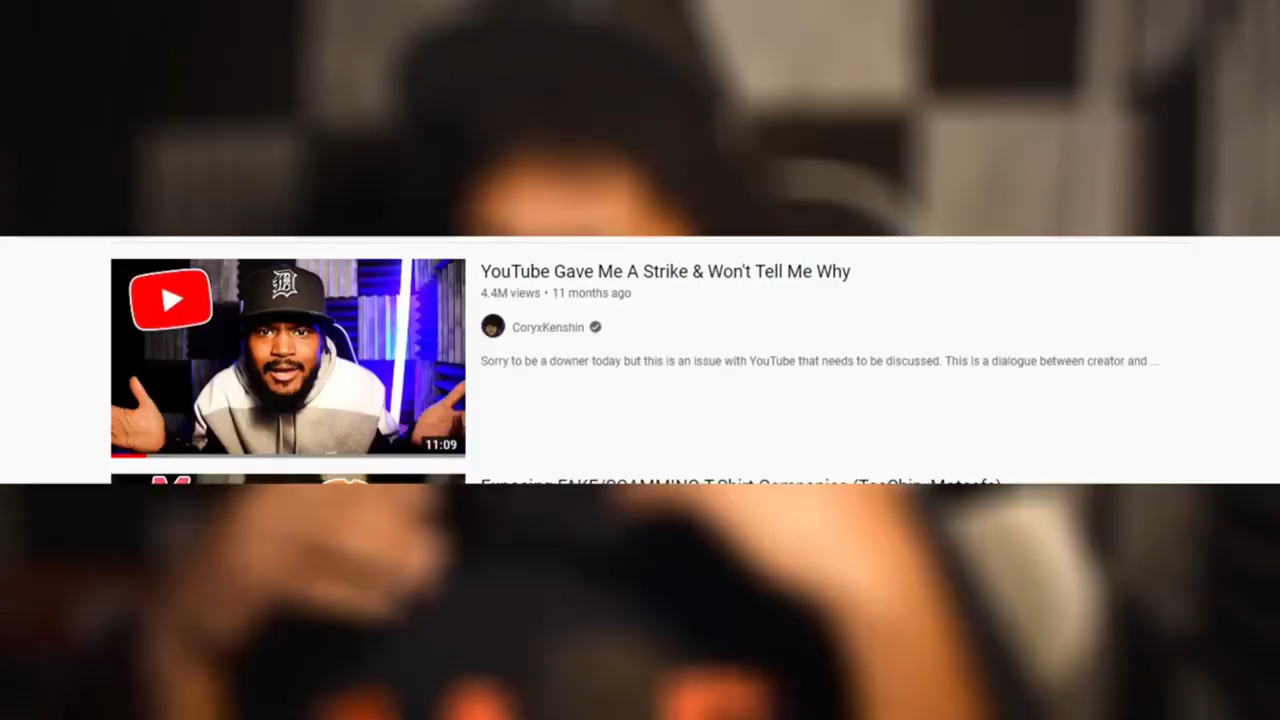 YouTube Gave Me A Strike & Won't Tell Me Why
4.4M views • 11 months ago
CoryxKenshin
Sorry to be a downer today but this is an issue with YouTube that needs to be discussed. This is a dialogue between creator and ...
11:09